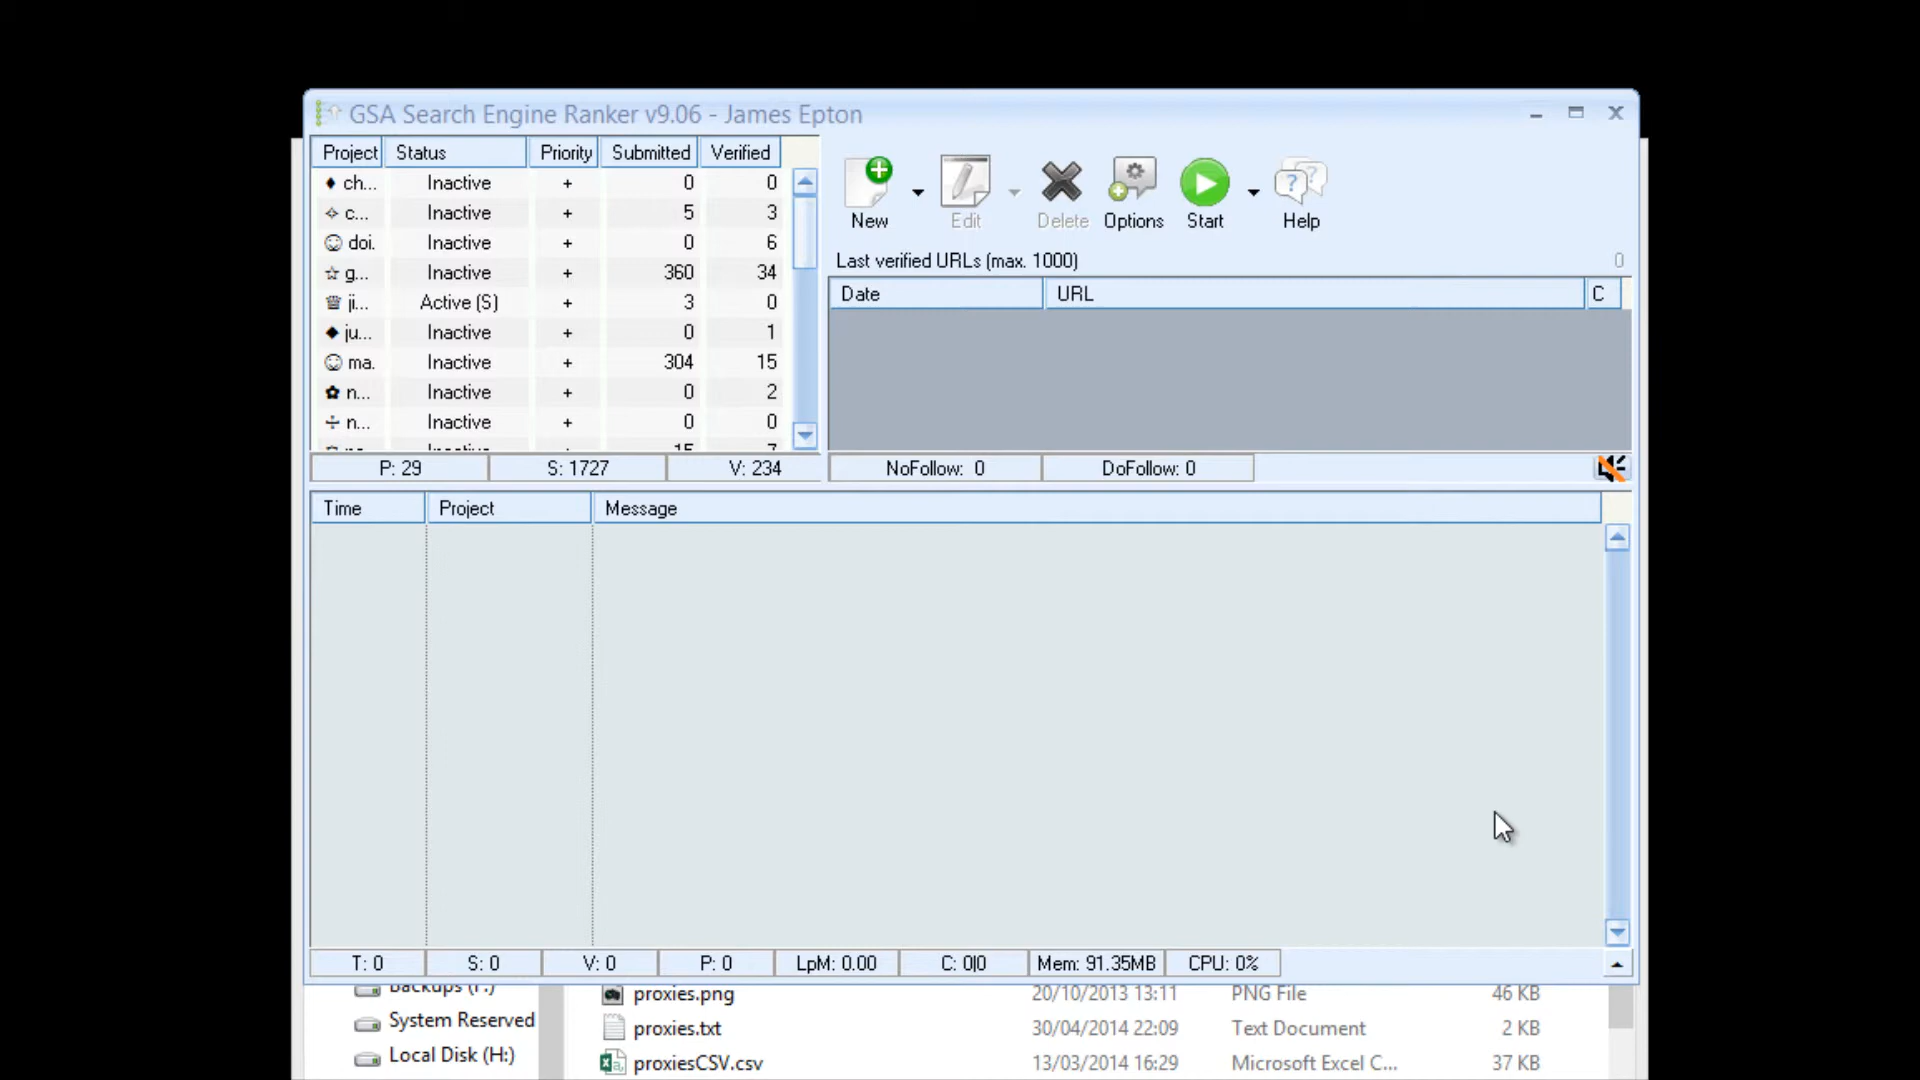 GSA Search Engine Ranker v9.06 - James Epton
Project Status Priority Submitted Verified
ch... Inactive + 0 0
c... Inactive + 5 3
doi. Inactive + 0 6
g... Inactive + 360 34
ji... Active (S) + 3 0
ju... Inactive + 0 1
ma. Inactive + 304 15
n... Inactive + 0 2
n... Inactive + 0 0
P: 29 S: 1727 V: 234
New Edit Delete Options Start Help
Last verified URLs (max. 1000) 0
Date URL C
NoFollow: 0 DoFollow: 0
Time Project Message
T: 0 S: 0 V: 0 P: 0 LpM: 0.00 C: 0|0 Mem: 91.35MB CPU: 0%
Backups (F:)
System Reserved
Local Disk (H:)
proxies.png 20/10/2013 13:11 PNG File 46 KB
proxies.txt 30/04/2014 22:09 Text Document 2 KB
proxiesCSV.csv 13/03/2014 16:29 Microsoft Excel C... 37 KB